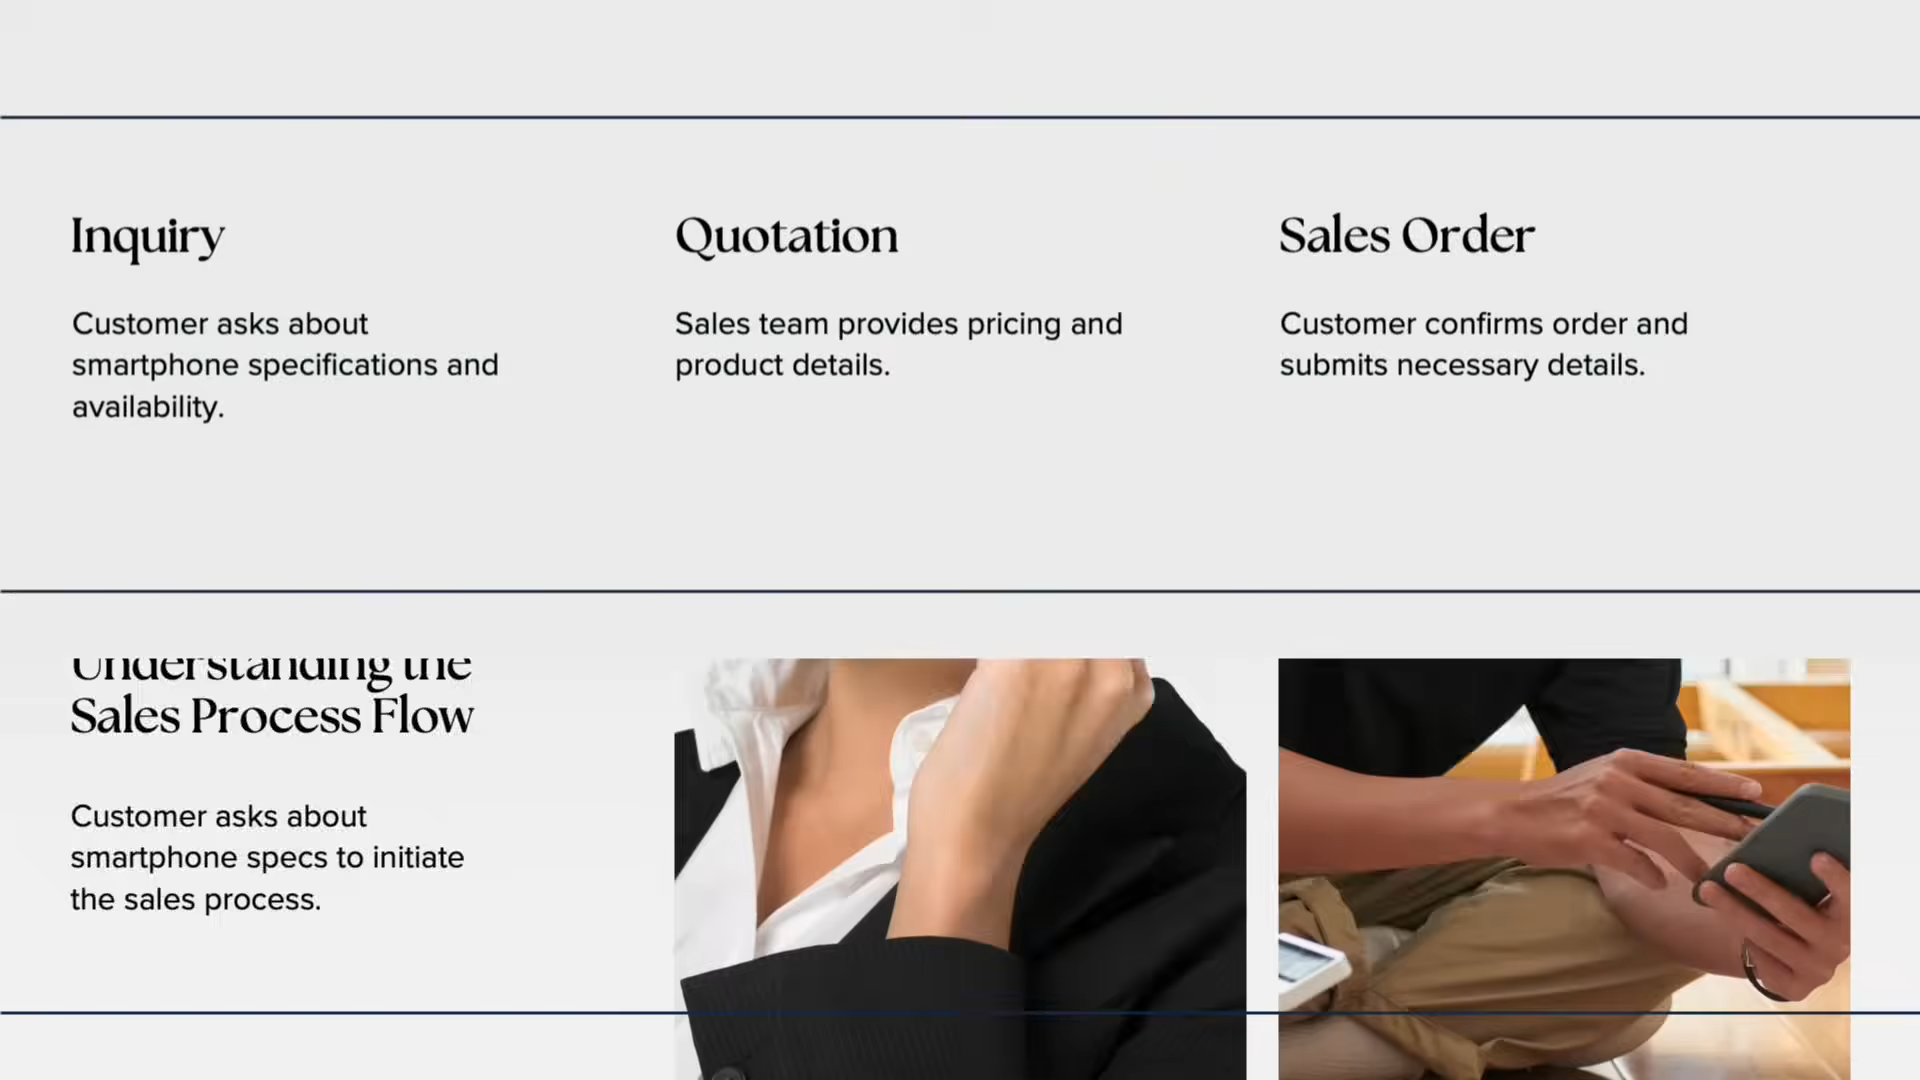 Inquiry
Customer asks about
smartphone specifications and
availability.
Quotation
Sales team provides pricing and
product details.
Sales Order
Customer confirms order and
submits necessary details.
Understanding the
Sales Process Flow
Customer asks about
smartphone specs to initiate
the sales process.